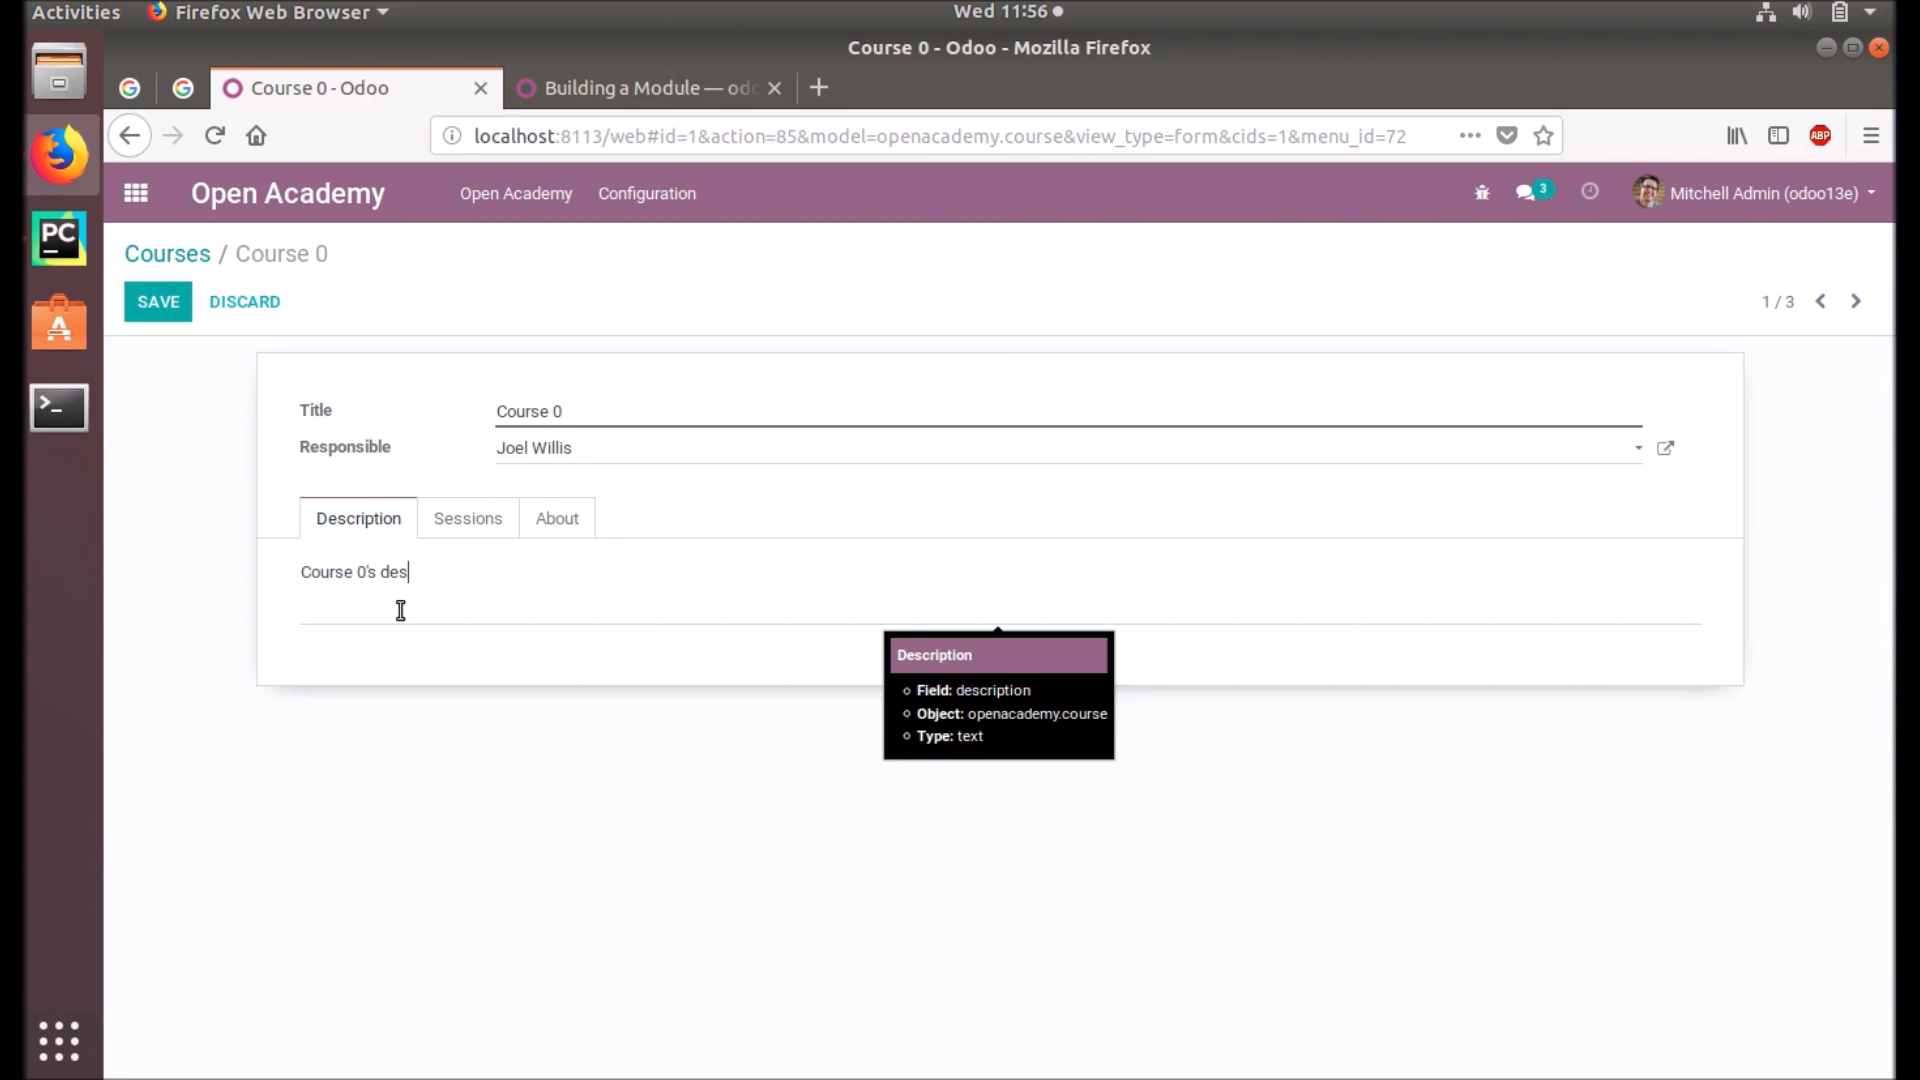 Activities Firefox Web Browser Wed 11:56
Course 0 - Odoo - Mozilla Firefox
Course 0 - Odoo Building a Module — odo
localhost:8113/web#id=1&action=85&model=openacademy.course&view_type=form&cids=1&menu_id=72 ABP
Open Academy Open Academy Configuration 3 Mitchell Admin (odoo13e)
PC
Courses / Course 0
SAVE DISCARD 1 / 3
Title Course 0
Responsible Joel Willis
Description Sessions About
Course 0's des
Description
Field: description
Object: openacademy.course
Type: text